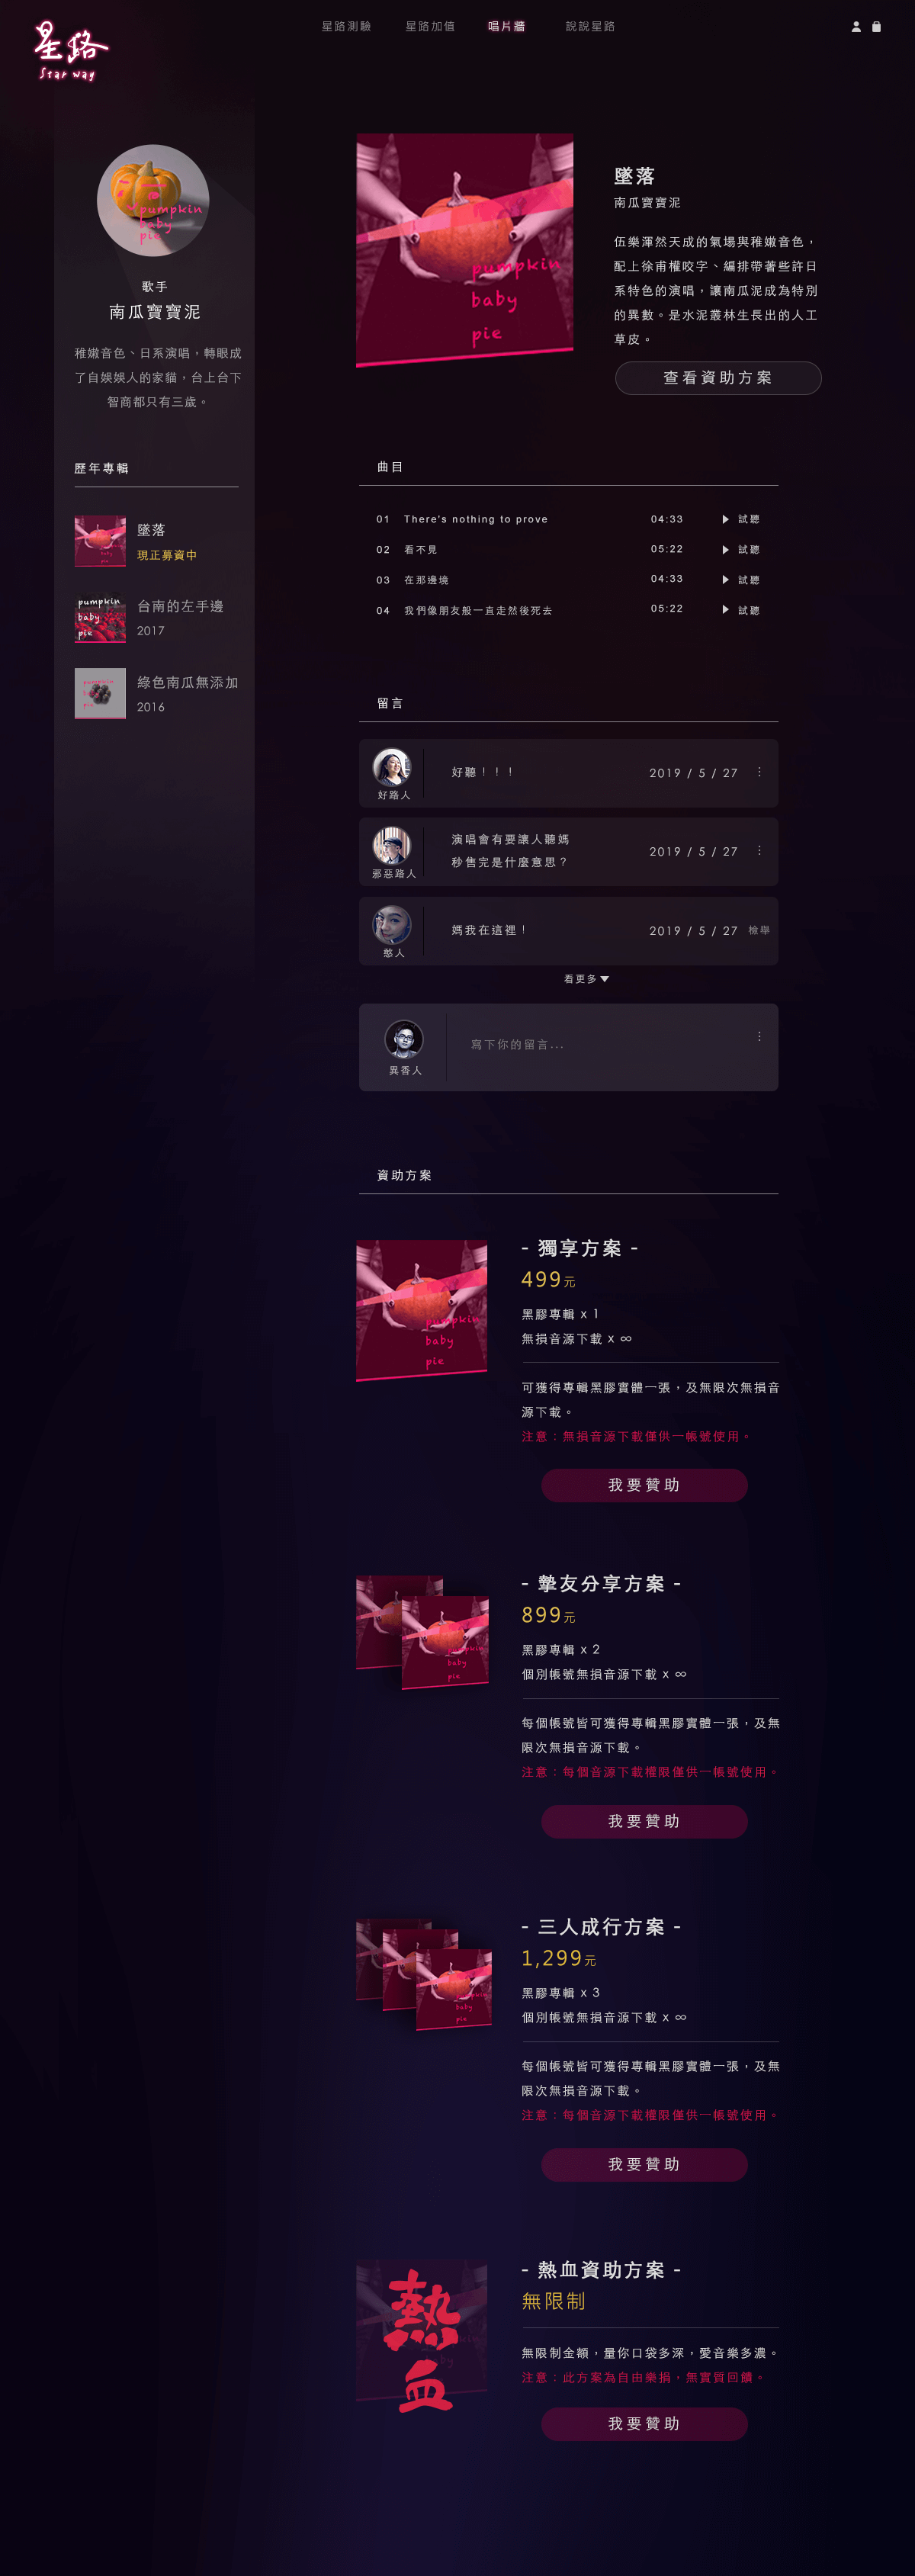 星路
Star way
星路測驗
星路加值
唱片牆
說說星路
pumpkin
baby
pie
歌手
南瓜寶寶泥
稚嫩音色、日系演唱，轉眼成
了自娛娛人的家貓，台上台下
智商都只有三歲。
歷年專輯
墜落
現正募資中
pumpkin
baby
pie
台南的左手邊
2017
綠色南瓜無添加
2016
pumpkin
baby
pie
墜落
南瓜寶寶泥
伍樂渾然天成的氣場與稚嫩音色，
配上徐甫權咬字、編排帶著些許日
系特色的演唱，讓南瓜泥成為特別
的異數。是水泥叢林生長出的人工
草皮。
查看資助方案
曲目
01 There's nothing to prove 04:33 試聽
02 看不見 05:22 試聽
03 在那邊境 04:33 試聽
04 我們像朋友般一直走然後死去 05:22 試聽
留言
好路人
好聽！！！
2019 / 5 / 27
邪惡路人
演唱會有要讓人聽媽
秒售完是什麼意思？
2019 / 5 / 27
憨人
媽我在這裡！
2019 / 5 / 27 檢舉
看更多
異香人
寫下你的留言...
資助方案
pumpkin
baby
pie
- 獨享方案 -
499元
黑膠專輯 x 1
無損音源下載 x ∞
可獲得專輯黑膠實體一張，及無限次無損音
源下載。
注意：無損音源下載僅供一帳號使用。
我要贊助
pumpkin
baby
pie
- 摯友分享方案 -
899元
黑膠專輯 x 2
個別帳號無損音源下載 x ∞
每個帳號皆可獲得專輯黑膠實體一張，及無
限次無損音源下載。
注意：每個音源下載權限僅供一帳號使用。
我要贊助
pumpkin
baby
pie
- 三人成行方案 -
1,299元
黑膠專輯 x 3
個別帳號無損音源下載 x ∞
每個帳號皆可獲得專輯黑膠實體一張，及無
限次無損音源下載。
注意：每個音源下載權限僅供一帳號使用。
我要贊助
熱
血
- 熱血資助方案 -
無限制
無限制金額，量你口袋多深，愛音樂多濃。
注意：此方案為自由樂捐，無實質回饋。
我要贊助